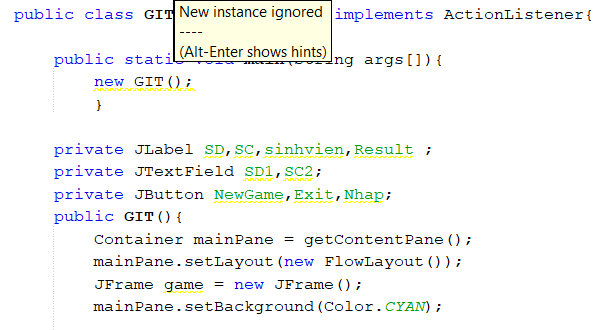 public class GIT implements ActionListener{
New instance ignored
----
(Alt-Enter shows hints)
public static void main(String args[]){
new GIT();
}
private JLabel SD,SC,sinhvien,Result ;
private JTextField SD1,SC2;
private JButton NewGame,Exit,Nhap;
public GIT(){
Container mainPane = getContentPane();
mainPane.setLayout(new FlowLayout());
JFrame game = new JFrame();
mainPane.setBackground(Color.CYAN);